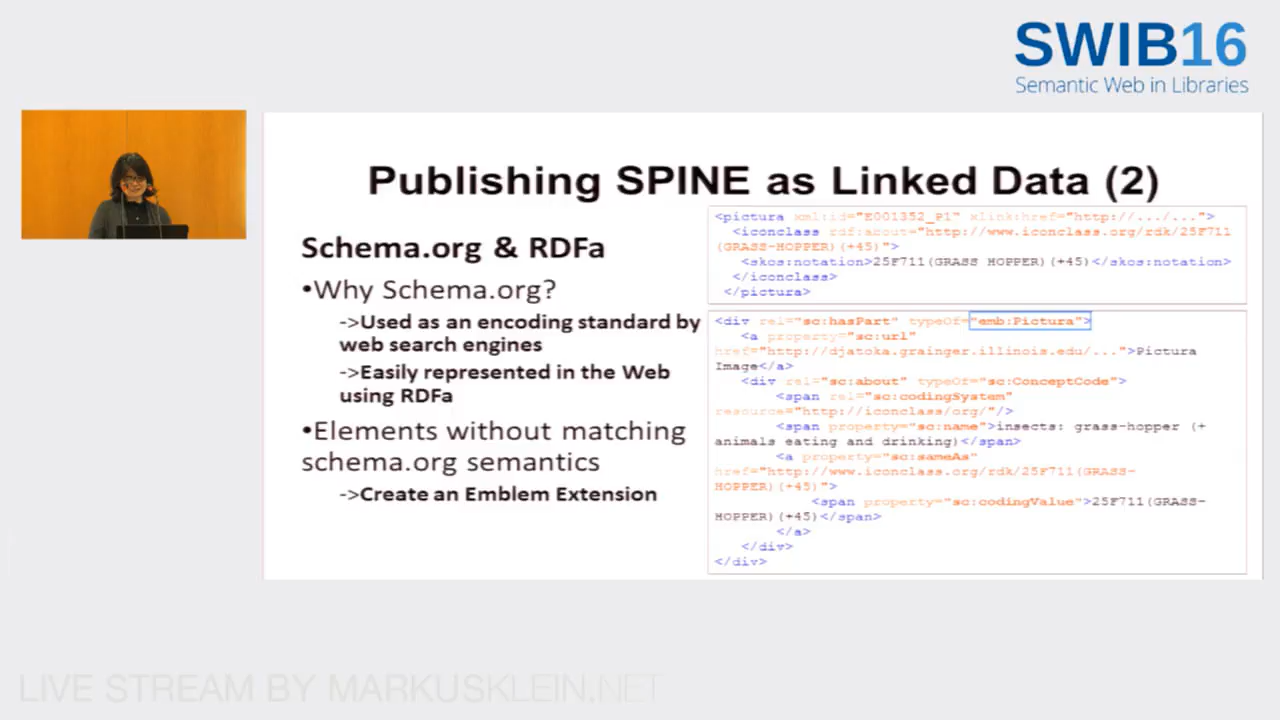 SWIB16
Semantic Web in Libraries
Publishing SPINE as Linked Data (2)
Schema.org & RDFa
•Why Schema.org?
->Used as an encoding standard by
web search engines
->Easily represented in the Web
using RDFa
•Elements without matching
schema.org semantics
->Create an Emblem Extension
<pictura xml:id="E001352_P1" xlink:href="http://.../...">
<iconclass rdf:about="http://www.iconclass.org/rdk/25F711
(GRASS-HOPPER)(+45)">
<skos:notation>25F711(GRASS HOPPER)(+45)</skos:notation>
</iconclass>
</pictura>
<div rel="sc:hasPart" typeOf="emb:Pictura">
<a property="sc:url"
href="http://djatoka.grainger.illinois.edu/...">Pictura
Image</a>
<div rel="sc:about" typeOf="sc:ConceptCode">
<span rel="sc:codingSystem"
resource="http://iconclass/org/"/>
<span property="sc:name">insects: grass-hopper (+
animals eating and drinking)</span>
<a property="sc:sameAs"
href="http://www.iconclass.org/rdk/25F711(GRASS-
HOPPER)(+45)">
<span property="sc:codingValue">25F711(GRASS-
HOPPER)(+45)</span>
</a>
</div>
</div>
LIVE STREAM BY MARKUSKLEIN.NET